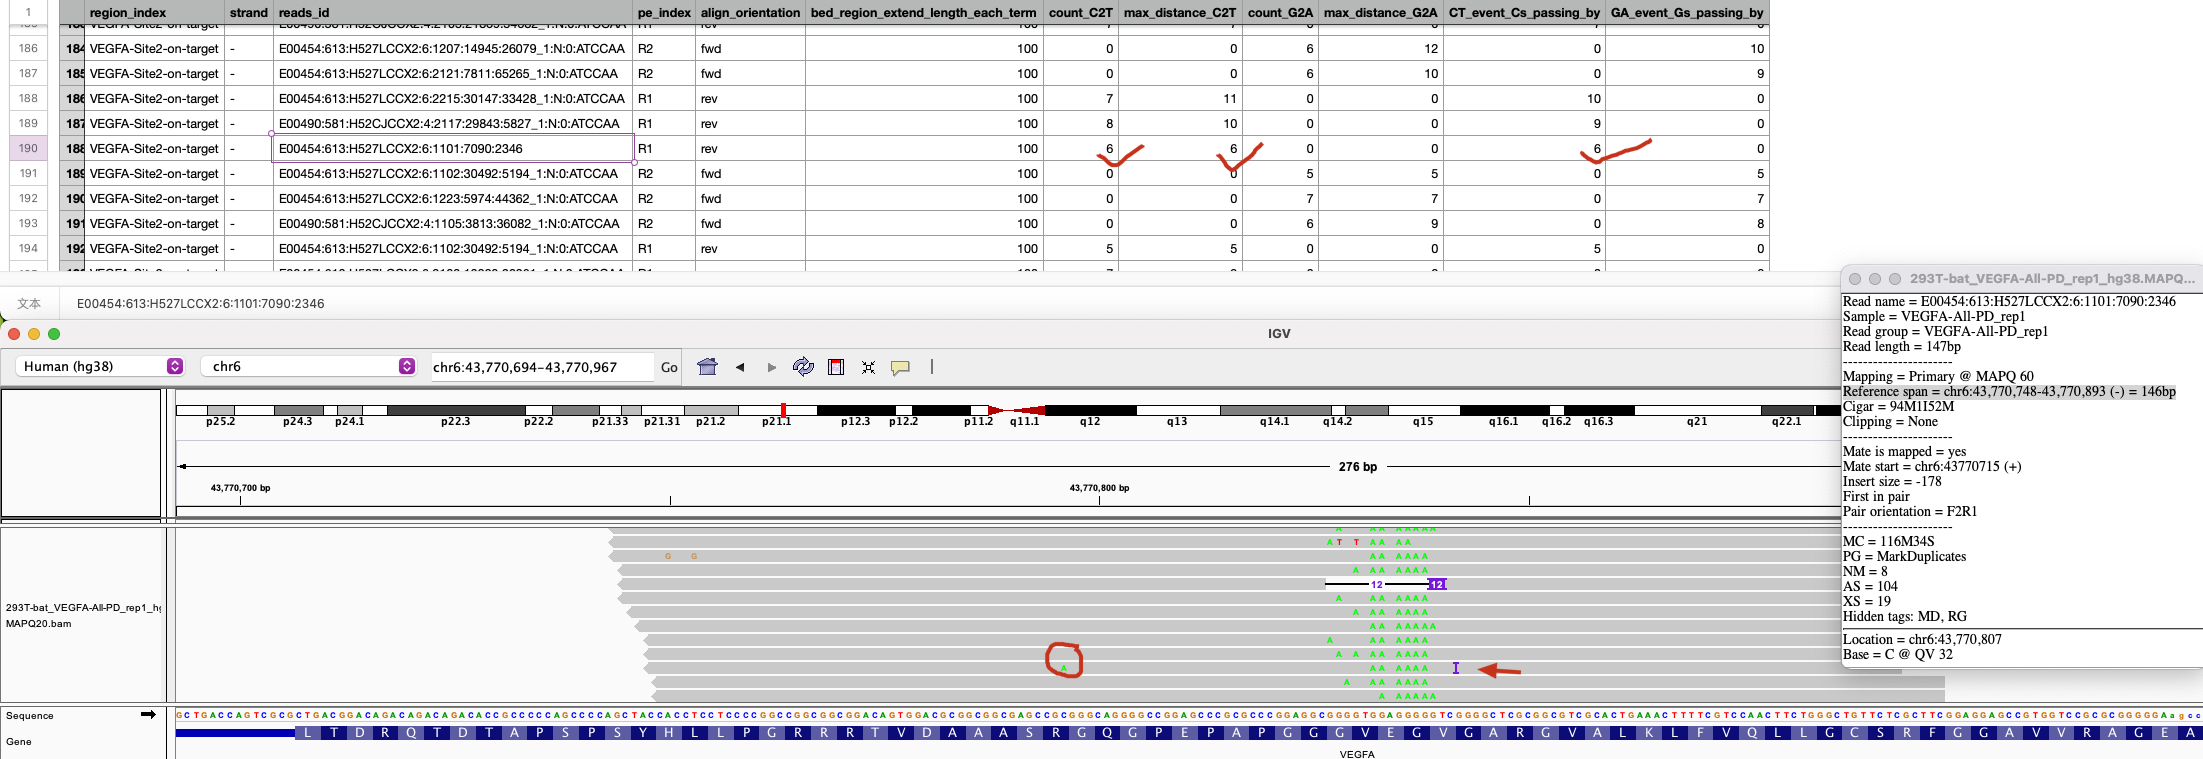 1 region_index strand reads_id pe_index align_orientation bed_region_extend_length_each_term count_C2T max_distance_C2T count_G2A max_distance_G2A CT_event_Cs_passing_by GA_event_Gs_passing_by
186 184 VEGFA-Site2-on-target - E00454:613:H527LCCX2:6:1207:14945:26079_1:N:0:ATCCAA R2 fwd 100 0 0 6 12 0 10
187 185 VEGFA-Site2-on-target - E00454:613:H527LCCX2:6:2121:7811:65265_1:N:0:ATCCAA R2 fwd 100 0 0 6 10 0 9
188 186 VEGFA-Site2-on-target - E00454:613:H527LCCX2:6:2215:30147:33428_1:N:0:ATCCAA R1 rev 100 7 11 0 0 10 0
189 187 VEGFA-Site2-on-target - E00490:581:H52CJCCX2:4:2117:29843:5827_1:N:0:ATCCAA R1 rev 100 8 10 0 0 9 0
190 188 VEGFA-Site2-on-target - E00454:613:H527LCCX2:6:1101:7090:2346 R1 rev 100 6 6 0 0 6 0
191 189 VEGFA-Site2-on-target - E00454:613:H527LCCX2:6:1102:30492:5194_1:N:0:ATCCAA R2 fwd 100 0 0 5 5 0 5
192 190 VEGFA-Site2-on-target - E00454:613:H527LCCX2:6:1223:5974:44362_1:N:0:ATCCAA R2 fwd 100 0 0 7 7 0 7
193 191 VEGFA-Site2-on-target - E00490:581:H52CJCCX2:4:1105:3813:36082_1:N:0:ATCCAA R2 fwd 100 0 0 6 9 0 8
194 192 VEGFA-Site2-on-target - E00454:613:H527LCCX2:6:1102:30492:5194_1:N:0:ATCCAA R1 rev 100 5 5 0 0 5 0
文本 E00454:613:H527LCCX2:6:1101:7090:2346
IGV
Human (hg38) chr6 chr6:43,770,694-43,770,967 Go
p25.2 p24.3 p24.1 p22.3 p22.2 p21.33 p21.31 p21.2 p21.1 p12.3 p12.2 p11.2 q11.1 q12 q13 q14.1 q14.2 q15 q16.1 q16.2 q16.3 q21 q22.1
276 bp
43,770,700 bp 43,770,800 bp
A T T A A A A
G G A A A A A A
A A A A A A A
12 12
A A A A A A A
A A A A A A A
A A A A A A A
A A A A A A A
A A A A A A A A
A A A A A A A
A A A A A A A
A A A A A A
293T-bat_VEGFA-All-PD_rep1_hg
MAPQ20.bam
Sequence
Gene
L T D R Q T D T A P S P S Y H L L P G R R R T V D A A A S R G Q G P E P A P G G G V E G V G A R G V A L K L F V Q L L G C S R F G G A V V R A G E A
VEGFA
293T-bat_VEGFA-All-PD_rep1_hg38.MAPQ...
Read name = E00454:613:H527LCCX2:6:1101:7090:2346
Sample = VEGFA-All-PD_rep1
Read group = VEGFA-All-PD_rep1
Read length = 147bp
----------------------
Mapping = Primary @ MAPQ 60
Reference span = chr6:43,770,748-43,770,893 (-) = 146bp
Cigar = 94M1I52M
Clipping = None
----------------------
Mate is mapped = yes
Mate start = chr6:43770715 (+)
Insert size = -178
First in pair
Pair orientation = F2R1
----------------------
MC = 116M34S
PG = MarkDuplicates
NM = 8
AS = 104
XS = 19
Hidden tags: MD, RG
Location = chr6:43,770,807
Base = C @ QV 32